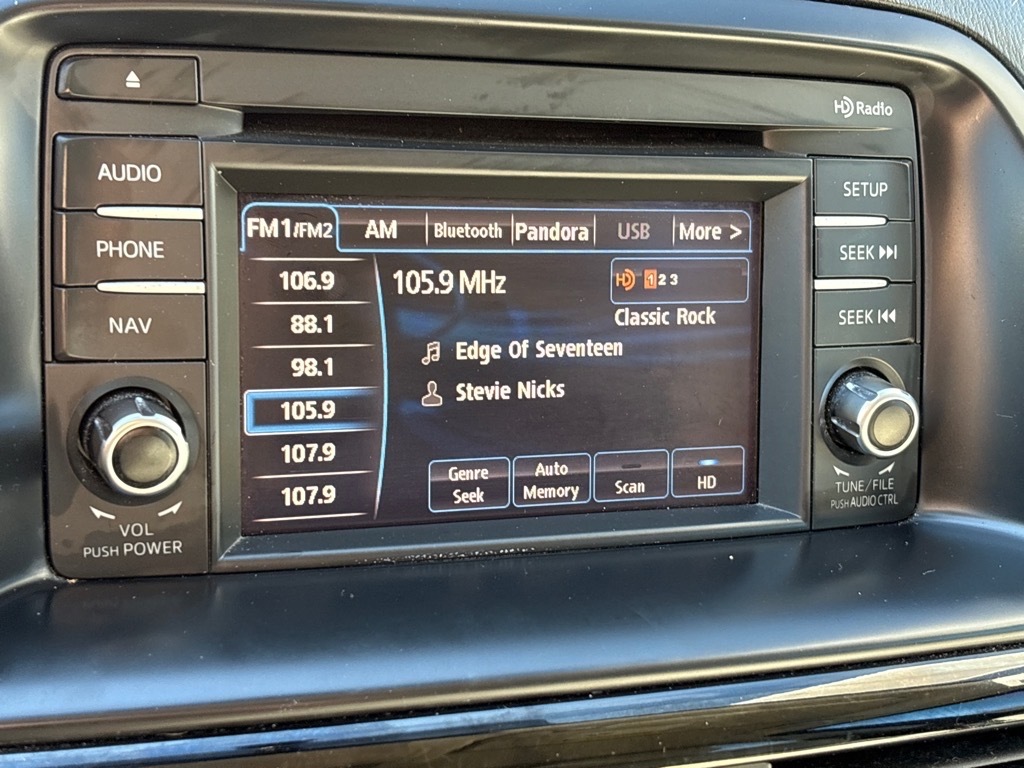 HD Radio
AUDIO
PHONE
NAV
VOL
PUSH POWER
FM1/FM2 AM Bluetooth Pandora USB More >
106.9
88.1
98.1
105.9
107.9
107.9
105.9 MHz
HD 1 2 3
Classic Rock
Edge Of Seventeen
Stevie Nicks
Genre Seek
Auto Memory
Scan
HD
SETUP
SEEK
SEEK
TUNE/FILE
PUSH AUDIO CTRL